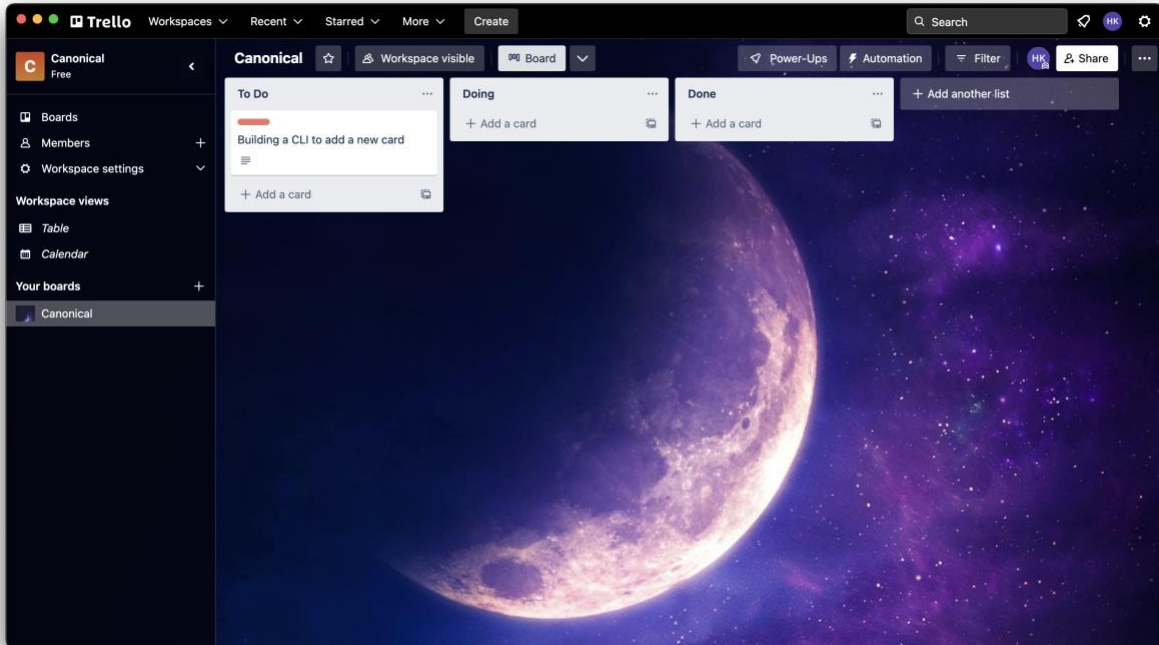 Trello Workspaces Recent Starred More Create Search HK
C Canonical
Free
Canonical Workspace visible Board Power-Ups Automation Filter HK Share
Boards
Members
Workspace settings
Workspace views
Table
Calendar
Your boards
Canonical
To Do
Building a CLI to add a new card
+ Add a card
Doing
+ Add a card
Done
+ Add a card
+ Add another list